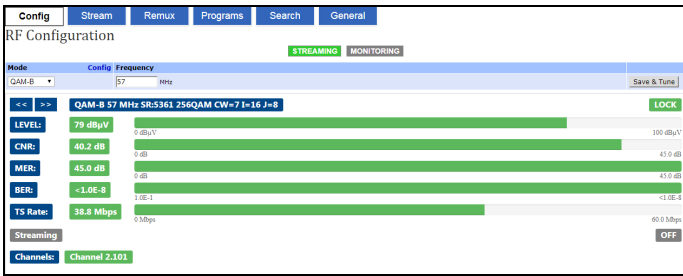 Config Stream Remux Programs Search General
RF Configuration
STREAMING MONITORING
Mode Config Frequency
QAM-B 57 MHz Save & Tune
<< >> QAM-B 57 MHz SR:5361 256QAM CW=7 I=16 J=8 LOCK
LEVEL: 79 dBµV
0 dBµV 100 dBµV
CNR: 40.2 dB
0 dB 45.0 dB
MER: 45.0 dB
0 dB 45.0 dB
BER: <1.0E-8
1.0E-1 <1.0E-8
TS Rate: 38.8 Mbps
0 Mbps 60.0 Mbps
Streaming OFF
Channels: Channel 2.101